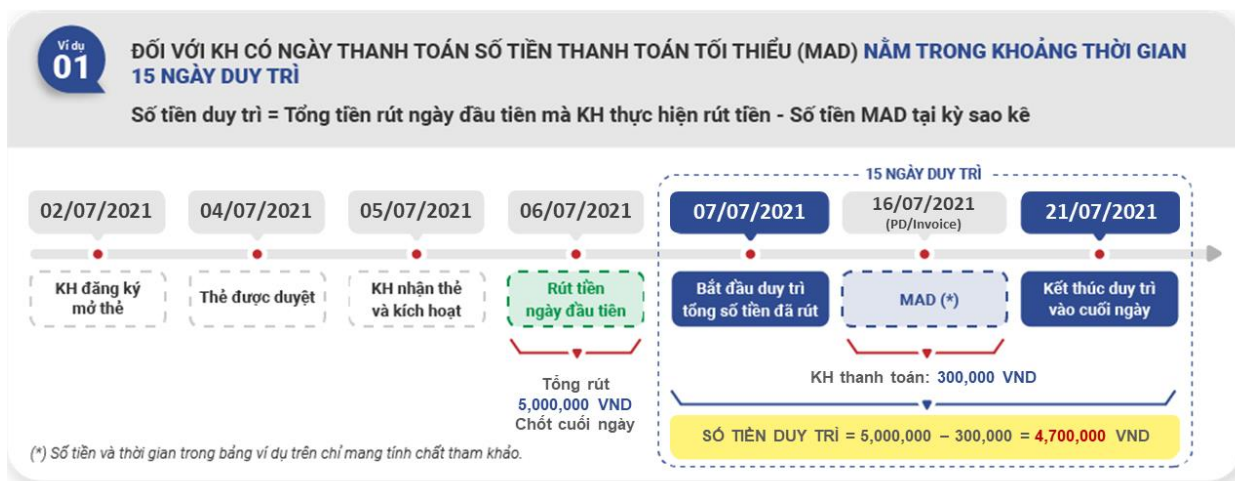 Ví dụ
01
ĐỐI VỚI KH CÓ NGÀY THANH TOÁN SỐ TIỀN THANH TOÁN TỐI THIỂU (MAD) NẰM TRONG KHOẢNG THỜI GIAN
15 NGÀY DUY TRÌ
Số tiền duy trì = Tổng tiền rút ngày đầu tiên mà KH thực hiện rút tiền - Số tiền MAD tại kỳ sao kê
15 NGÀY DUY TRÌ
02/07/2021
04/07/2021
05/07/2021
06/07/2021
07/07/2021
16/07/2021
(PD/Invoice)
21/07/2021
KH đăng ký
mở thẻ
Thẻ được duyệt
KH nhận thẻ
và kích hoạt
Rút tiền
ngày đầu tiên
Bắt đầu duy trì
tổng số tiền đã rút
MAD (*)
Kết thúc duy trì
vào cuối ngày
Tổng rút
5,000,000 VND
Chốt cuối ngày
KH thanh toán: 300,000 VND
SỐ TIỀN DUY TRÌ = 5,000,000 – 300,000 = 4,700,000 VND
(*) Số tiền và thời gian trong bảng ví dụ trên chỉ mang tính chất tham khảo.